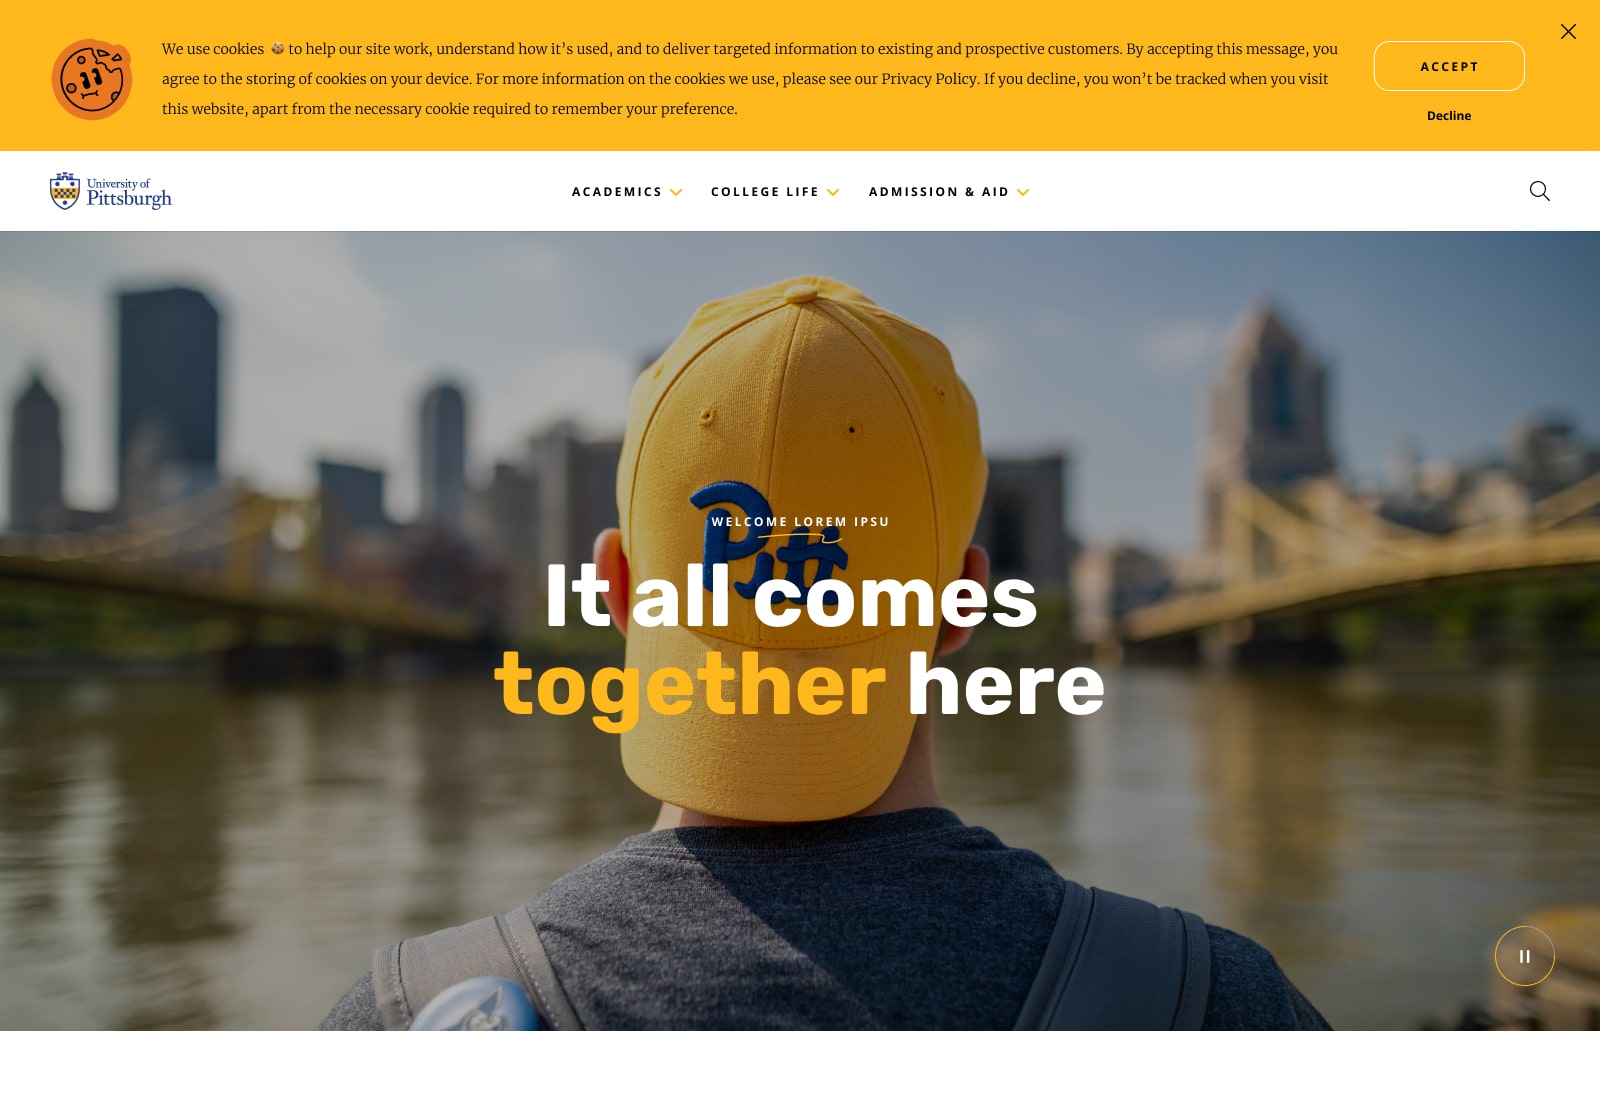 We use cookies 🍪 to help our site work, understand how it’s used, and to deliver targeted information to existing and prospective customers. By accepting this message, you
agree to the storing of cookies on your device. For more information on the cookies we use, please see our Privacy Policy. If you decline, you won’t be tracked when you visit
this website, apart from the necessary cookie required to remember your preference.
ACCEPT
Decline
University of
Pittsburgh
ACADEMICS
COLLEGE LIFE
ADMISSION & AID
Pitt
WELCOME LOREM IPSU
It all comes
together here